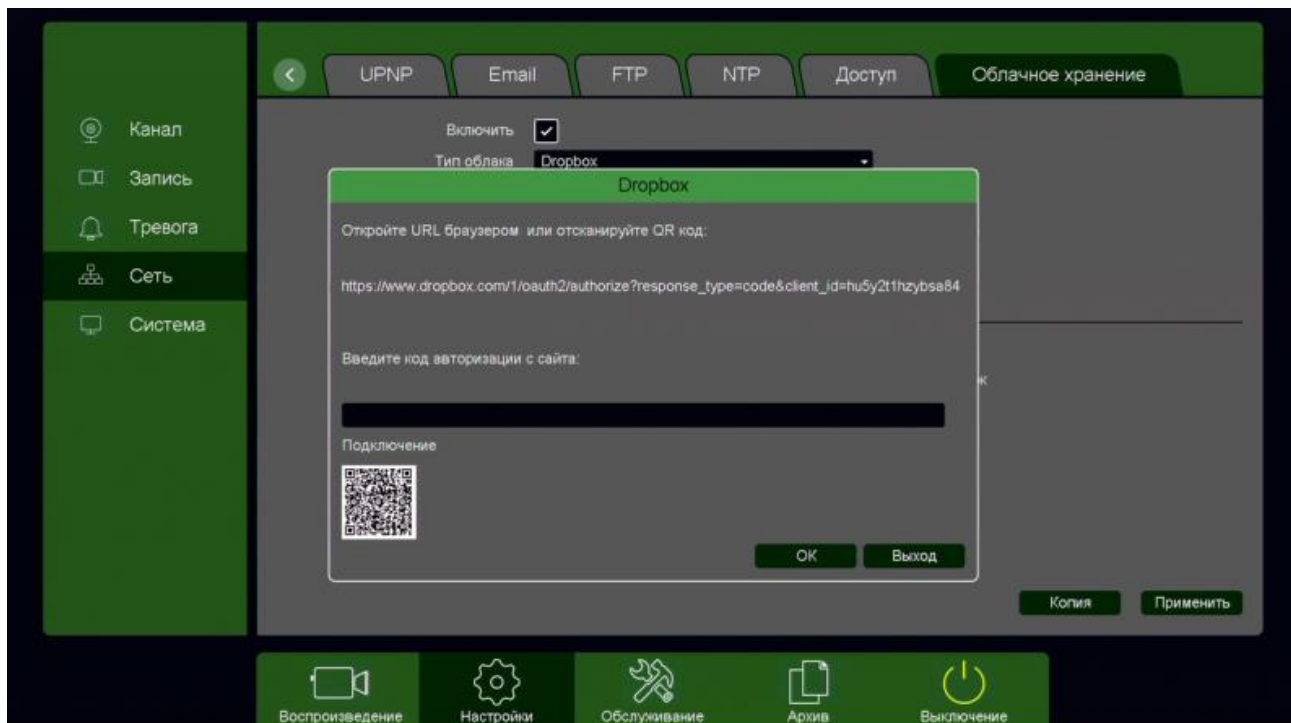 UPNP Email FTP NTP Доступ Облачное хранение
Канал
Запись
Тревога
Сеть
Система
Включить
Тип облака Dropbox
Dropbox
Откройте URL браузером или отсканируйте QR код:
https://www.dropbox.com/1/oauth2/authorize?response_type=code&client_id=hu5y2t1hzybsa84
Введите код авторизации с сайта:
Подключение
ОК Выход
Копия Применить
Воспроизведение Настройки Обслуживание Архив Выключение